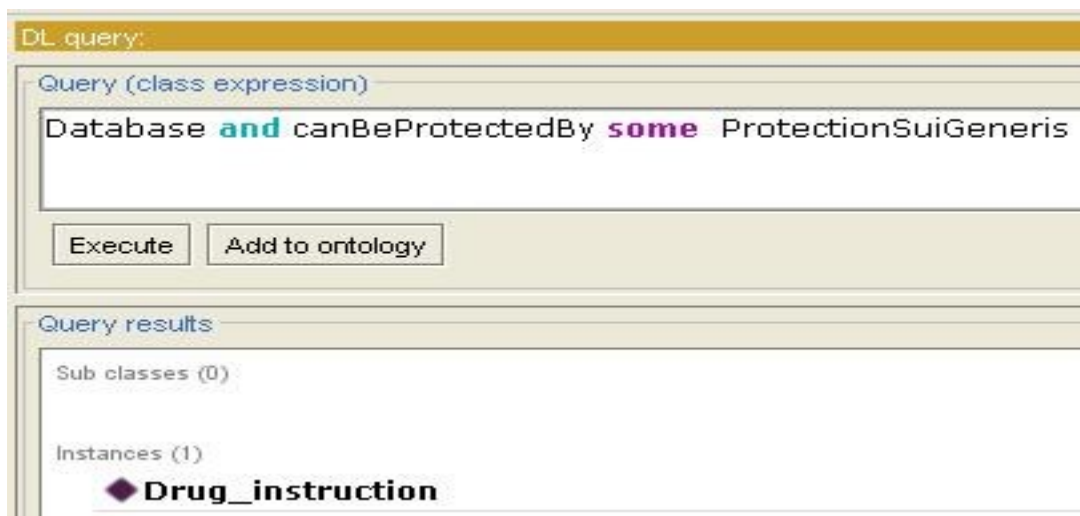 DL query:
Query (class expression)
Database and canBeProtectedBy some ProtectionSuiGeneris
Execute Add to ontology
Query results
Sub classes (0)
Instances (1)
Drug_instruction